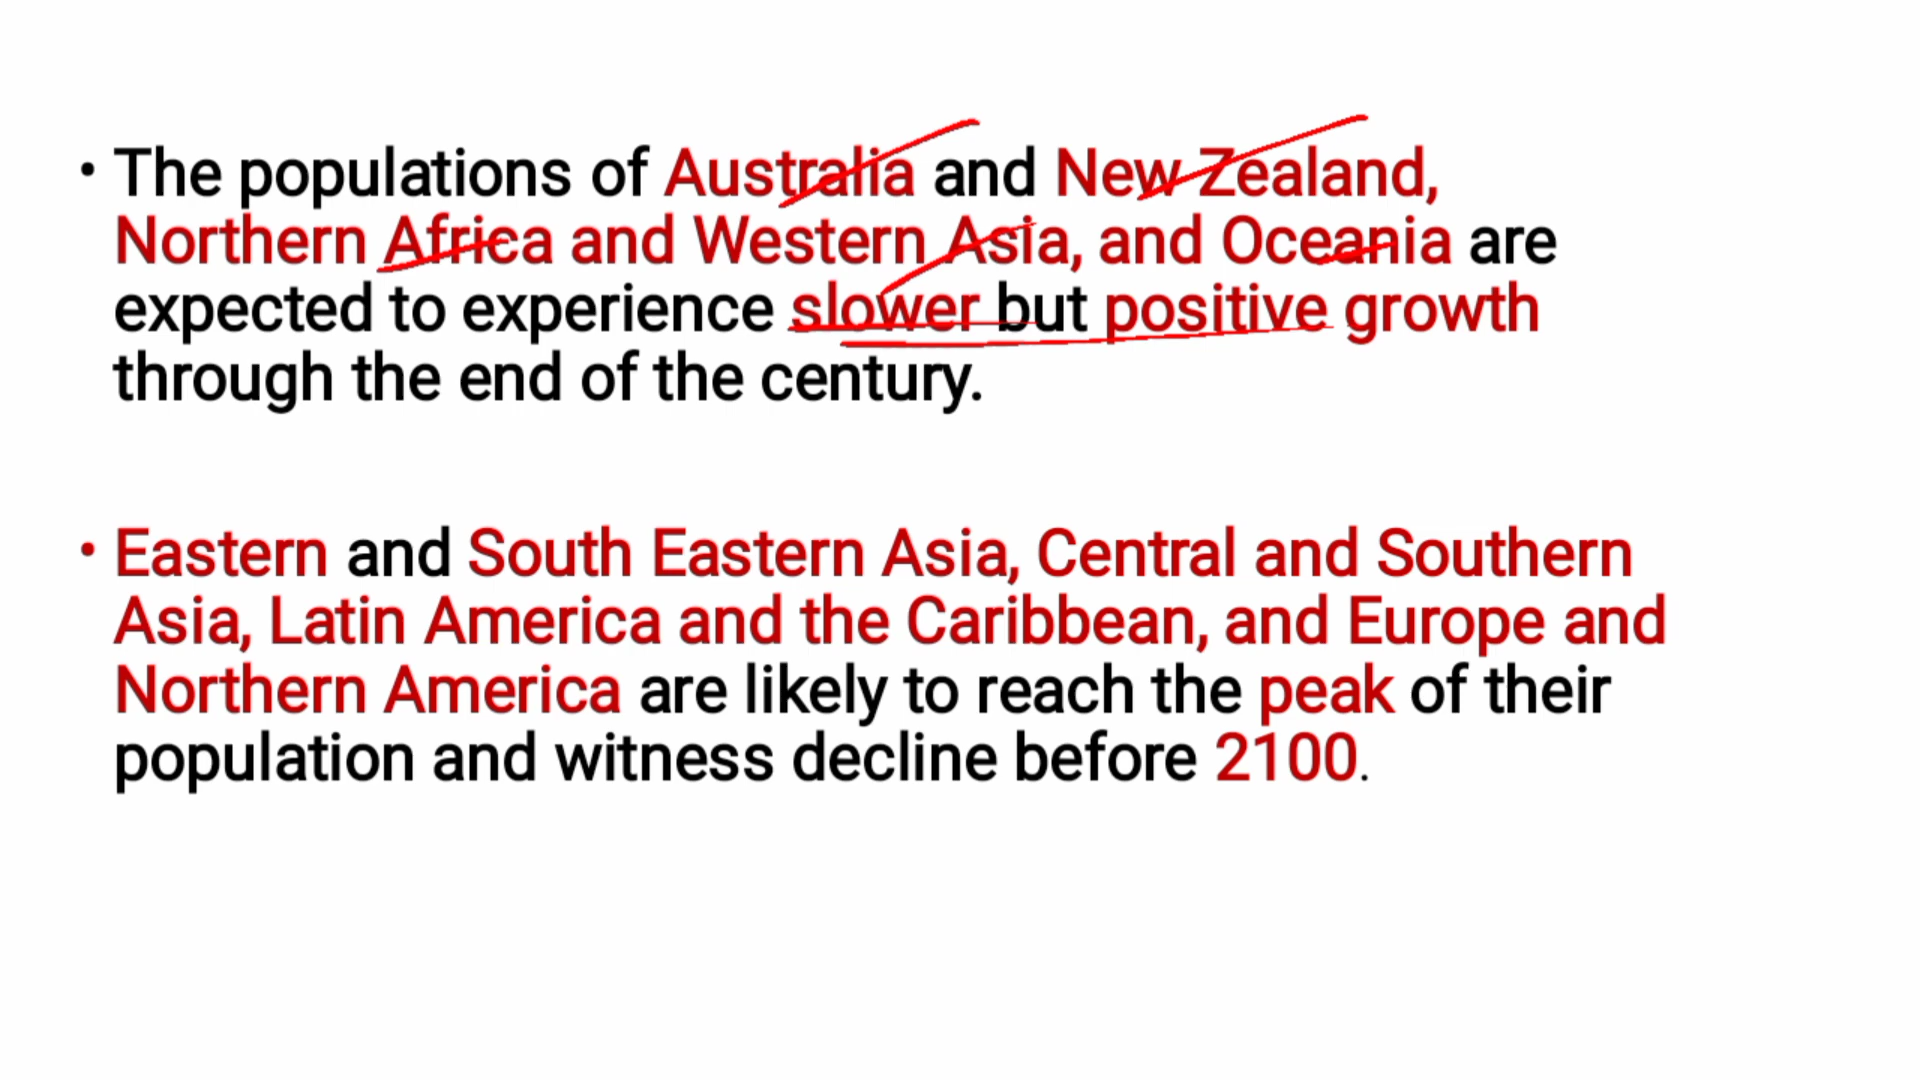 • The populations of Australia and New Zealand,
Northern Africa and Western Asia, and Oceania are
expected to experience slower but positive growth
through the end of the century.
• Eastern and South Eastern Asia, Central and Southern
Asia, Latin America and the Caribbean, and Europe and
Northern America are likely to reach the peak of their
population and witness decline before 2100.